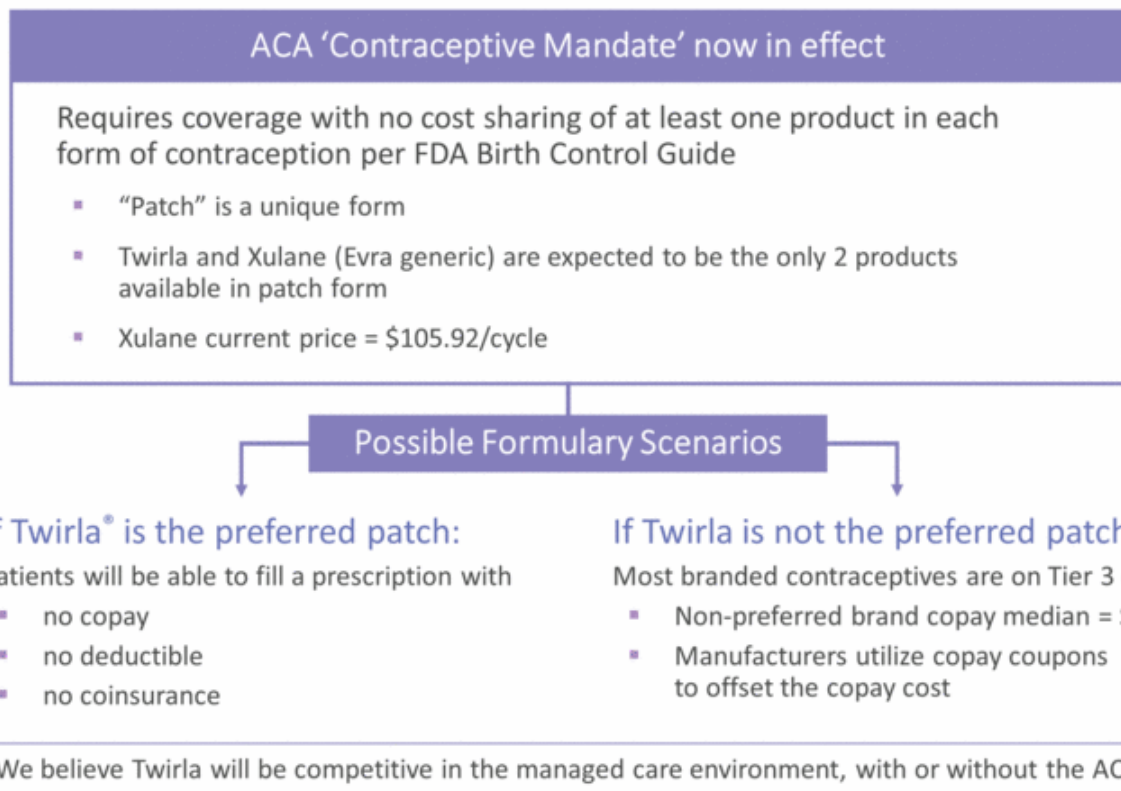 ACA ‘Contraceptive Mandate’ now in effect
Requires coverage with no cost sharing of at least one product in each
form of contraception per FDA Birth Control Guide
▪ “Patch” is a unique form
▪ Twirla and Xulane (Evra generic) are expected to be the only 2 products
available in patch form
▪ Xulane current price = $105.92/cycle
Possible Formulary Scenarios
Twirla® is the preferred patch:
atients will be able to fill a prescription with
▪ no copay
▪ no deductible
▪ no coinsurance
If Twirla is not the preferred patch
Most branded contraceptives are on Tier 3
▪ Non-preferred brand copay median =
▪ Manufacturers utilize copay coupons
to offset the copay cost
We believe Twirla will be competitive in the managed care environment, with or without the AC